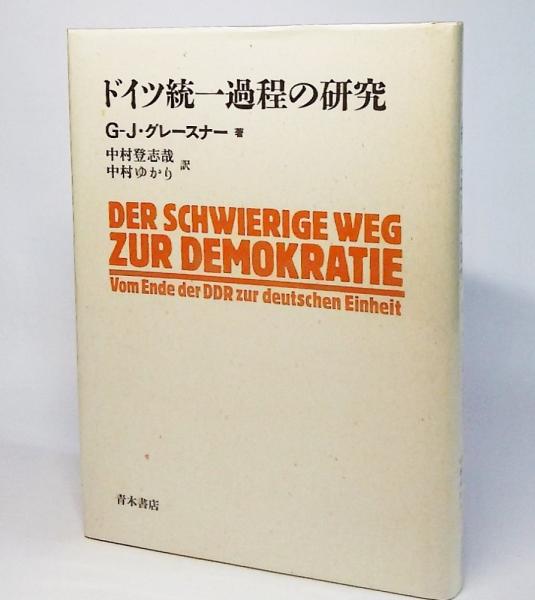 ドイツ統一過程の研究
G-J・グレースナー 著
中村登志哉
中村ゆかり 訳
DER SCHWIERIGE WEG
ZUR DEMOKRATIE
Vom Ende der DDR zur deutschen Einheit
青木書店